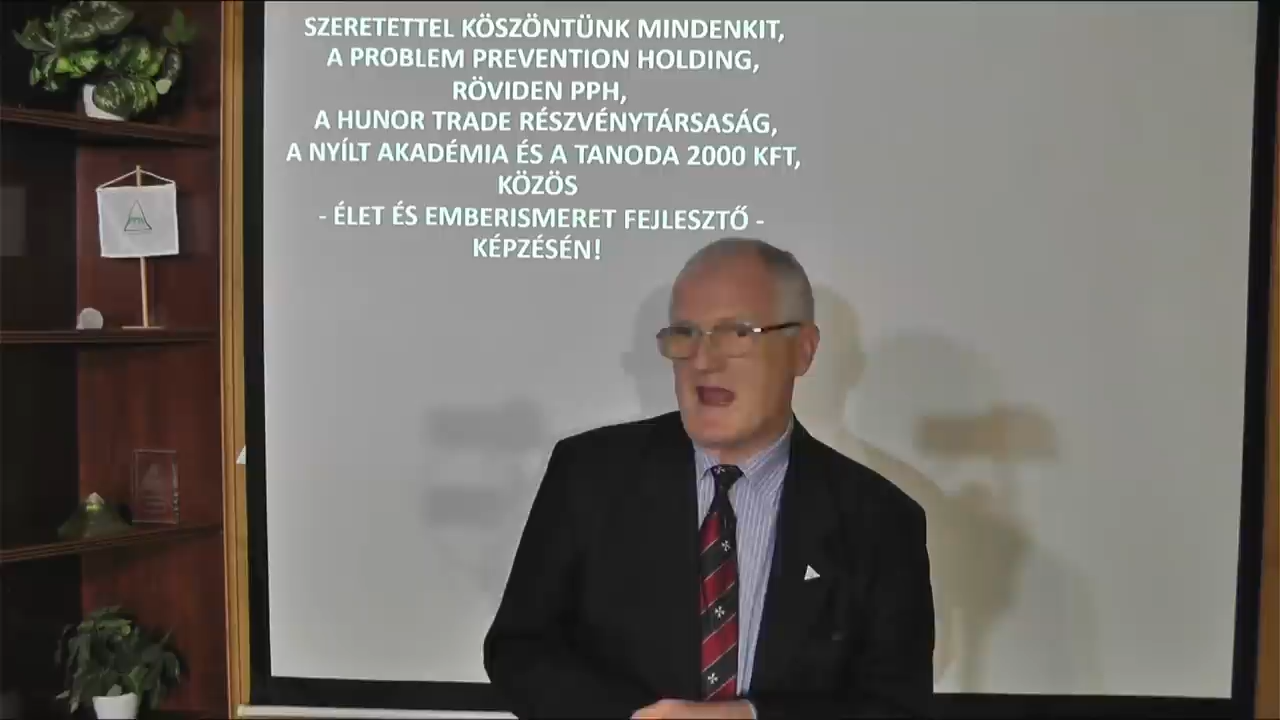 SZERETETTEL KÖSZÖNTÜNK MINDENKIT,
A PROBLEM PREVENTION HOLDING,
RÖVIDEN PPH,
A HUNOR TRADE RÉSZVÉNYTÁRSASÁG,
A NYÍLT AKADÉMIA ÉS A TANODA 2000 KFT,
KÖZÖS
- ÉLET ÉS EMBERISMERET FEJLESZTŐ -
KÉPZÉSÉN!